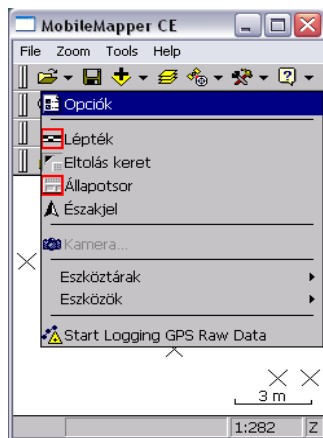 MobileMapper CE
File Zoom Tools Help
Opciók
Lépték
Eltolás keret
Állapotsor
Északjel
Kamera...
Eszköztárak
Eszközök
Start Logging GPS Raw Data
3 m
1:282 Z